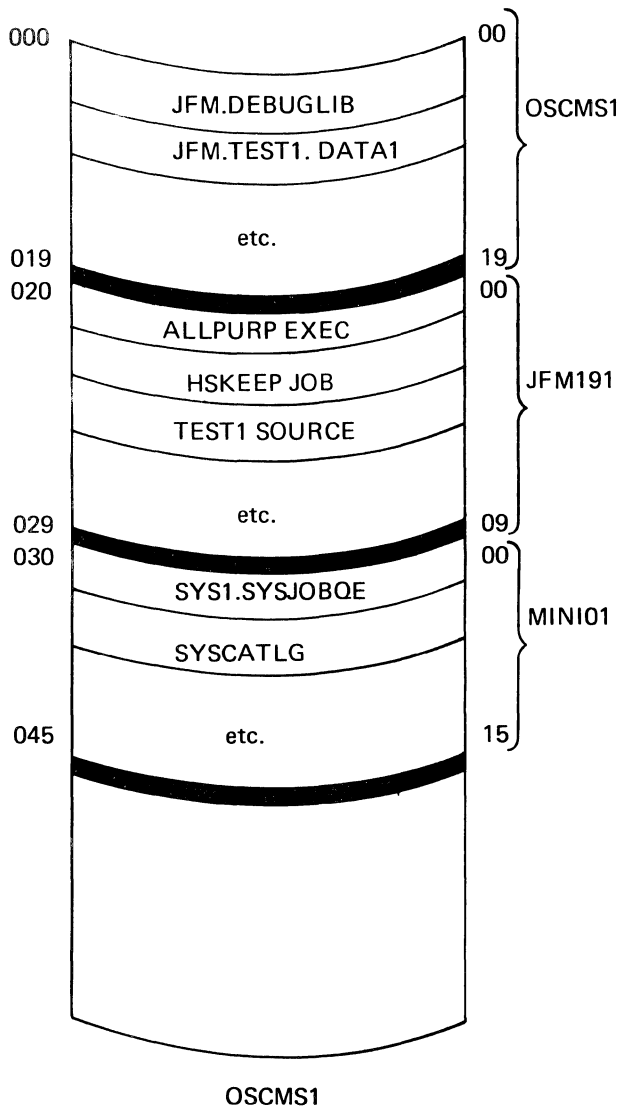 000 00
OSCMS1
JFM.DEBUGLIB
JFM.TEST1. DATA1
etc.
019 19
020 00
ALLPURP EXEC
JFM191
HSKEEP JOB
TEST1 SOURCE
etc.
029 09
030 00
SYS1.SYSJOBQE
MINI01
SYSCATLG
045 etc. 15
OSCMS1